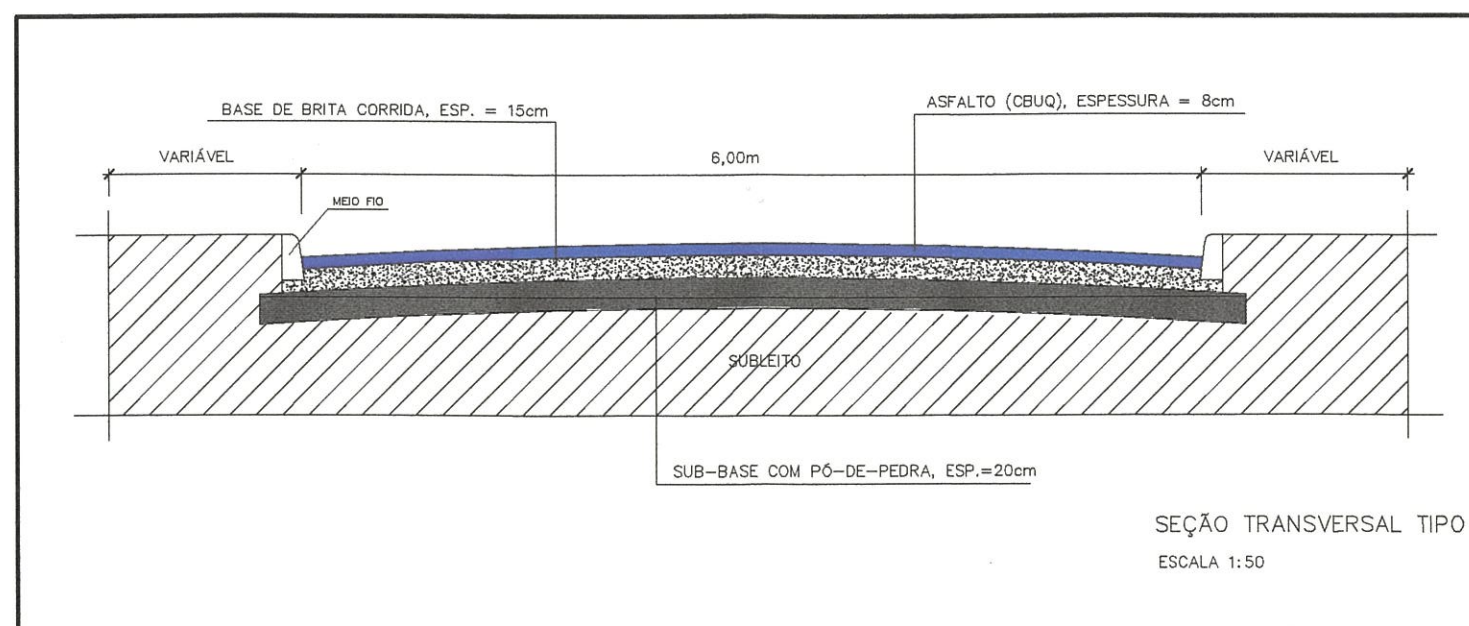 BASE DE BRITA CORRIDA, ESP. = 15cm
ASFALTO (CBUQ), ESPESSURA = 8cm
VARIÁVEL
6,00m
VARIÁVEL
MEIO FIO
SUBLEITO
SUB-BASE COM PÓ-DE-PEDRA, ESP.=20cm
SEÇÃO TRANSVERSAL TIPO
ESCALA 1:50